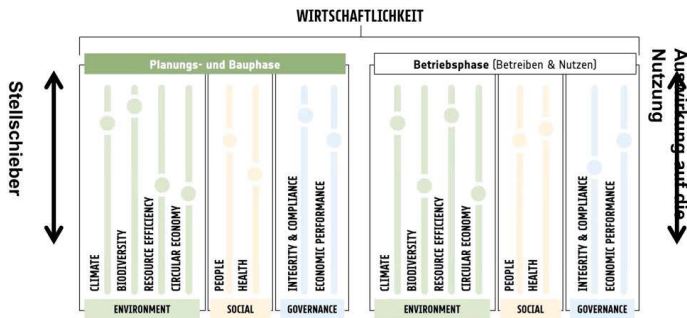 WIRTSCHAFTLICHKEIT
Planungs- und Bauphase
Betriebsphase (Betreiben & Nutzen)
Stellschieber
CLIMATE
BIODIVERSITY
RESOURCE EFFICIENCY
CIRCULAR ECONOMY
PEOPLE
HEALTH
INTEGRITY & COMPLIANCE
ECONOMIC PERFORMANCE
CLIMATE
BIODIVERSITY
RESOURCE EFFICIENCY
CIRCULAR ECONOMY
PEOPLE
HEALTH
INTEGRITY & COMPLIANCE
ECONOMIC PERFORMANCE
Auswirkung auf die
Nutzung
ENVIRONMENT
SOCIAL
GOVERNANCE
ENVIRONMENT
SOCIAL
GOVERNANCE